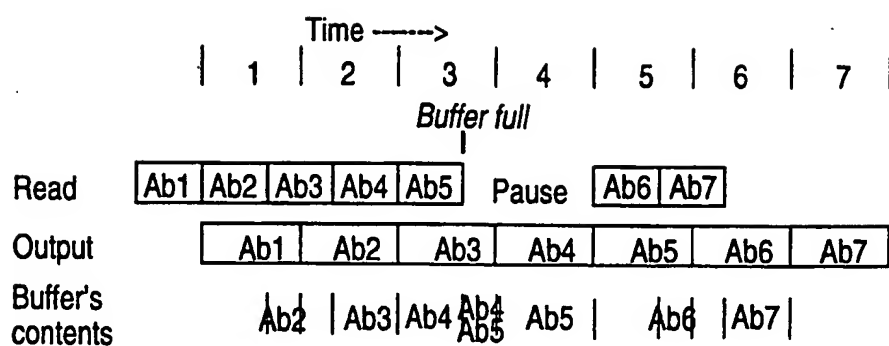 Time ------>
| 1 | 2 | 3 | 4 | 5 | 6 | 7 |
Buffer full
Read Ab1 Ab2 Ab3 Ab4 Ab5 Pause Ab6 Ab7
Output Ab1 Ab2 Ab3 Ab4 Ab5 Ab6 Ab7
Buffer's contents Ab2 Ab3 Ab4 Ab4 Ab5 Ab5 Ab6 Ab7